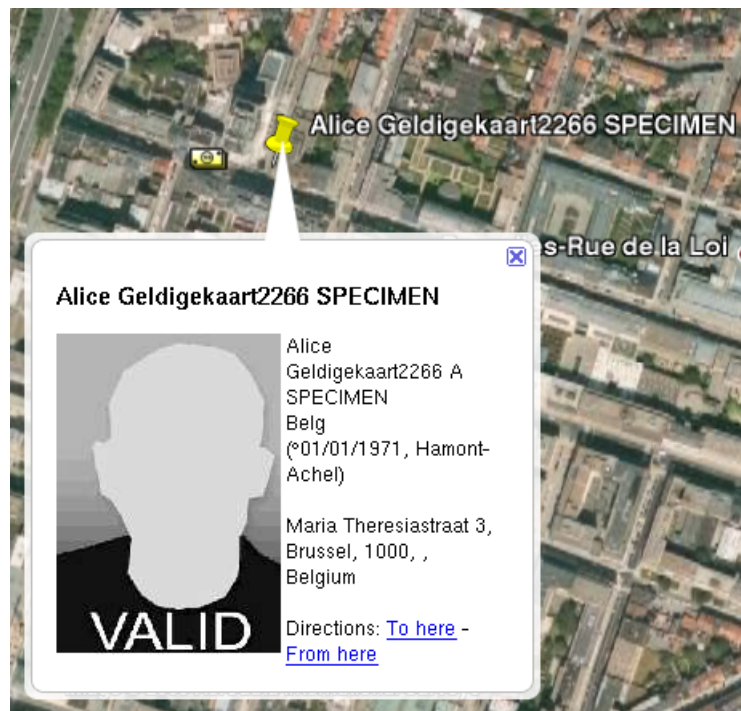 Alice Geldigekaart2266 SPECIMEN
s-Rue de la Loi
Alice Geldigekaart2266 SPECIMEN
Alice
Geldigekaart2266 A
SPECIMEN
Belg
(°01/01/1971, Hamont-
Achel)
Maria Theresiastraat 3,
Brussel, 1000, ,
Belgium
Directions: To here -
From here
VALID